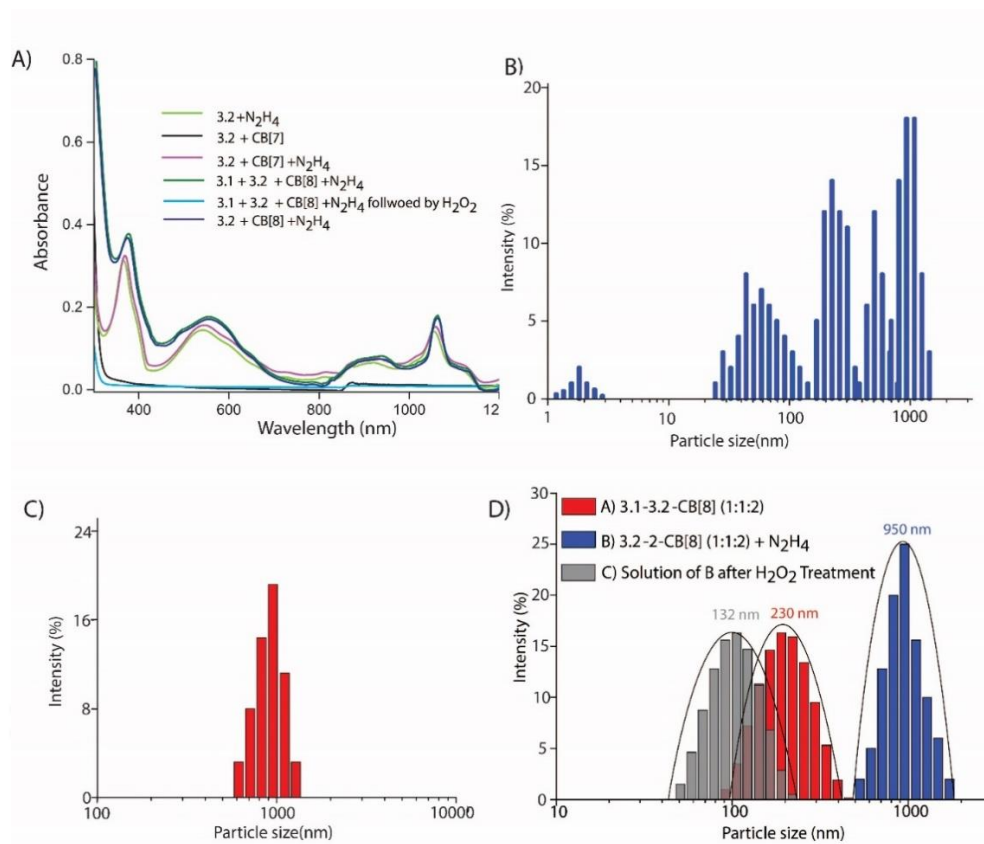 A)
0.8
0.6
0.4
0.2
0.0
Absorbance
3.2+N₂H₄
3.2 + CB[7]
3.2 + CB[7] +N₂H₄
3.1 + 3.2 + CB[8] +N₂H₄
3.1 + 3.2 + CB[8] +N₂H₄ follwoed by H₂O₂
3.2 + CB[8] +N₂H₄
400 600 800 1000 12
Wavelength (nm)
B)
20
15
10
5
0
Intensity (%)
1 10 100 1000
Particle size(nm)
C)
24
16
8
0
Intensity (%)
100 1000 10000
Particle size(nm)
D)
30
25
20
15
10
5
0
Intensity (%)
A) 3.1-3.2-CB[8] (1:1:2)
B) 3.2-2-CB[8] (1:1:2) + N₂H₄
C) Solution of B after H₂O₂ Treatment
950 nm
132 nm
230 nm
10 100 1000
Particle size (nm)